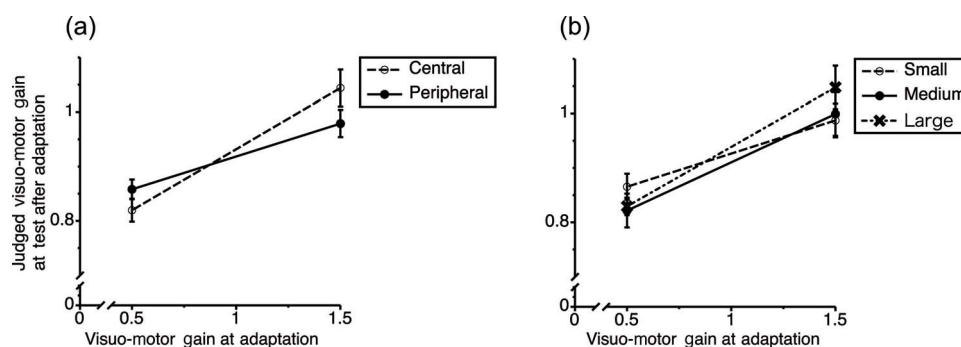 (a)
Central
Peripheral
Judged visuo-motor gain
at test after adaptation
1
0.8
0
0
0.5
1
1.5
Visuo-motor gain at adaptation
(b)
Small
Medium
Large
1
0.8
0
0
0.5
1
1.5
Visuo-motor gain at adaptation